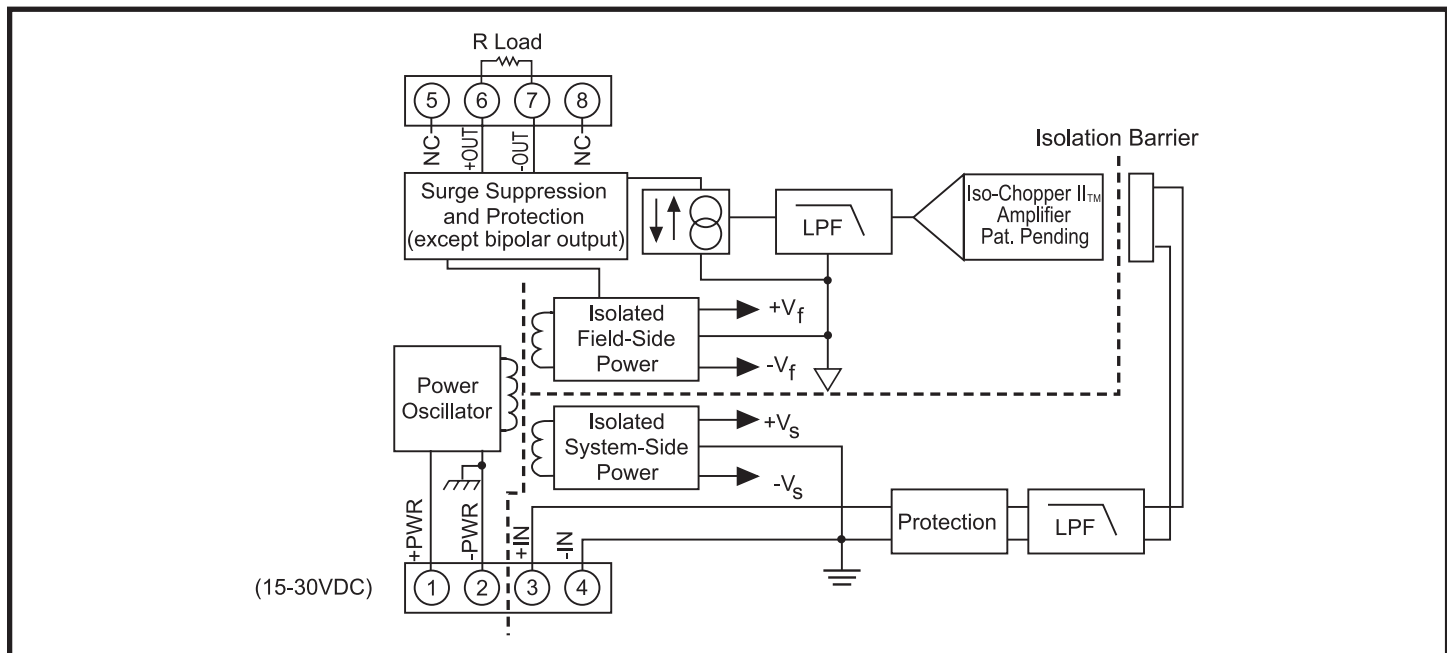 R Load
5
6
7
8
NC
+OUT
-OUT
NC
Isolation Barrier
Surge Suppression
and Protection
(except bipolar output)
LPF
Iso-Chopper II™
Amplifier
Pat. Pending
Isolated
Field-Side
Power
+Vf
-Vf
Power
Oscillator
Isolated
System-Side
Power
+Vs
-Vs
Protection
LPF
+PWR
-PWR
+IN
-IN
(15-30VDC)
1
2
3
4